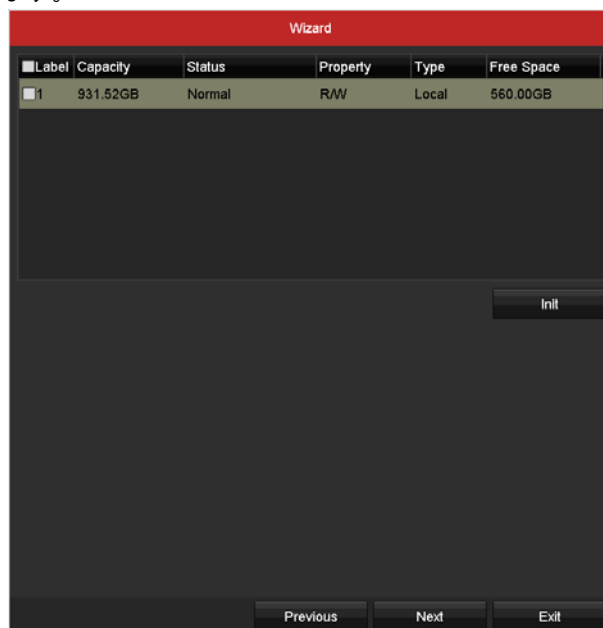 Wizard
Label Capacity Status Property Type Free Space
1 931.52GB Normal R/W Local 560.00GB
Init
Previous Next Exit